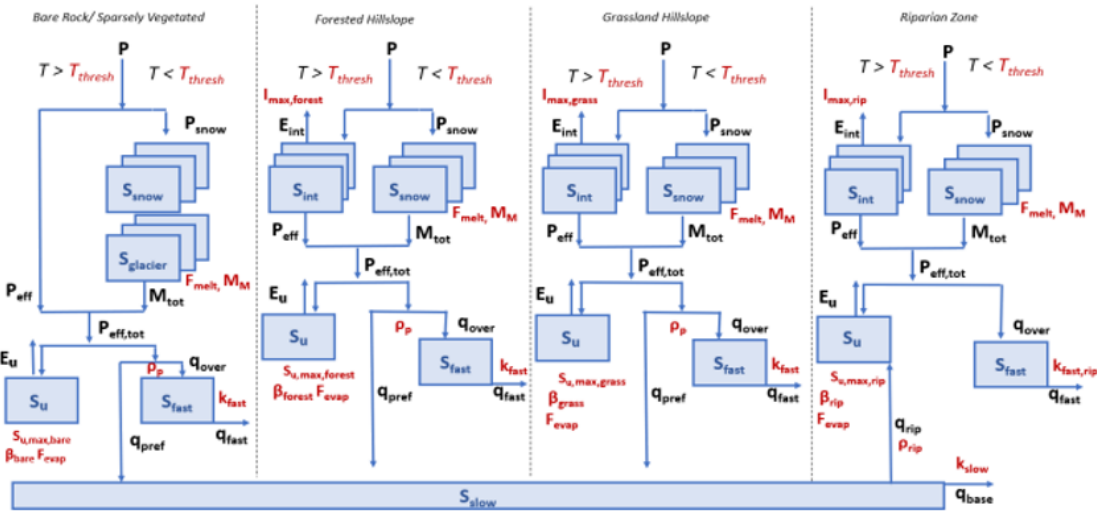 Bare Rock/ Sparsely Vegetated
P
T > Tthresh
T < Tthresh
Psnow
Ssnow
Sglacier
Fmelt, MM
Peff
Mtot
Peff,tot
Eu
ρp
qover
Su
Sfast
kfast
qfast
Su,max,bare
βbare Fevap
qpref
Forested Hillslope
P
T > Tthresh
T < Tthresh
Imax,forest
Eint
Psnow
Sint
Ssnow
Fmelt, MM
Peff
Mtot
Peff,tot
Eu
ρp
qover
Su
Sfast
kfast
qfast
Su,max,forest
βforest Fevap
qpref
Grassland Hillslope
P
T > Tthresh
T < Tthresh
Imax,grass
Eint
Psnow
Sint
Ssnow
Fmelt, MM
Peff
Mtot
Peff,tot
Eu
ρp
qover
Su
Sfast
kfast
qfast
Su,max,grass
βgrass
Fevap
qpref
Riparian Zone
P
T > Tthresh
T < Tthresh
Imax,rip
Eint
Psnow
Sint
Ssnow
Fmelt, MM
Peff
Mtot
Peff,tot
Eu
qover
Su
Sfast
kfast,rip
qfast
Su,max,rip
βrip
Fevap
qrip
ρrip
kslow
qbase
Sslow